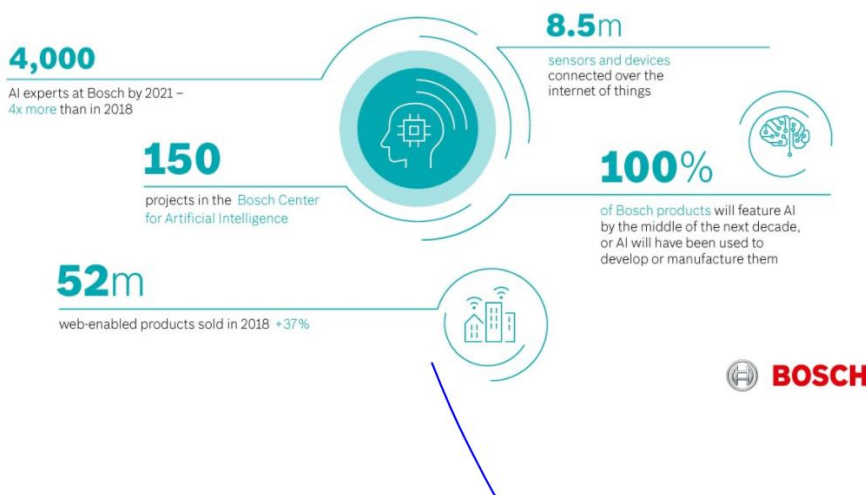 4,000
AI experts at Bosch by 2021 –
4x more than in 2018
8.5m
sensors and devices
connected over the
internet of things
150
projects in the Bosch Center
for Artificial Intelligence
100%
of Bosch products will feature AI
by the middle of the next decade,
or AI will have been used to
develop or manufacture them
52m
web-enabled products sold in 2018 +37%
BOSCH